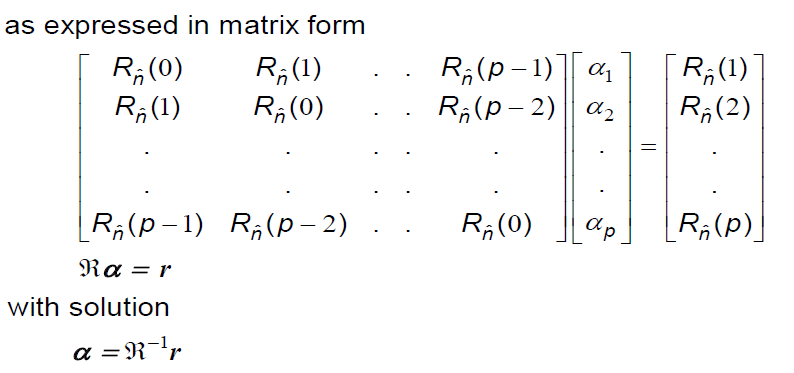 as expressed in matrix form
[ R_n̂(0) R_n̂(1) . . R_n̂(p – 1) ] [ α_1 ] [ R_n̂(1) ]
[ R_n̂(1) R_n̂(0) . . R_n̂(p – 2) ] [ α_2 ] [ R_n̂(2) ]
[ . . . . . ] [ . ] = [ . ]
[ . . . . . ] [ . ] [ . ]
[ R_n̂(p – 1) R_n̂(p – 2) . . R_n̂(0) ] [ α_p ] [ R_n̂(p) ]
ℜα = r
with solution
α = ℜ⁻¹r